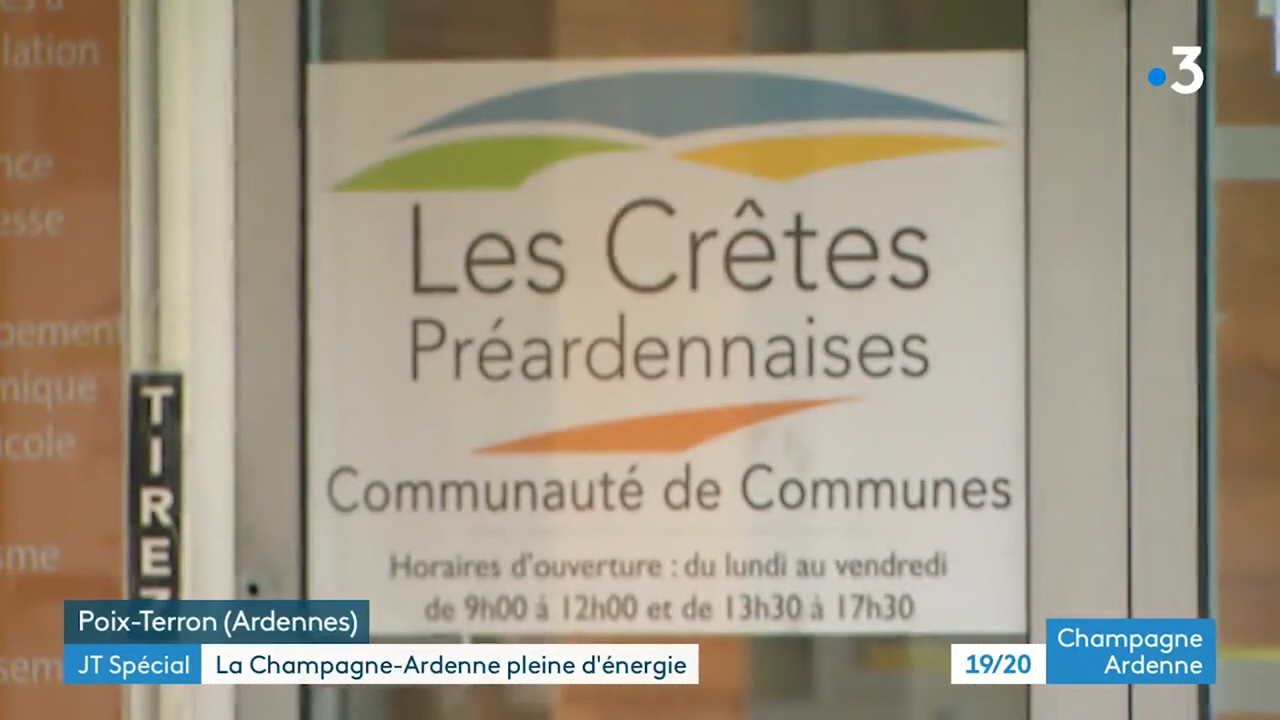 lation
3
Les Crêtes
Préardennaises
Communauté de Communes
Horaires d'ouverture : du lundi au vendredi
de 9h00 à 12h00 et de 13h30 à 17h30
TIRE
Poix-Terron (Ardennes)
JT Spécial
La Champagne-Ardenne pleine d'énergie
19/20
Champagne
Ardenne